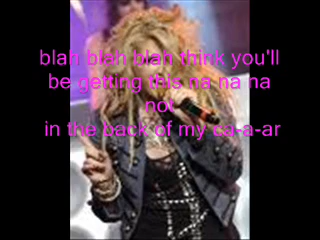 blah blah blah think you'll
be getting this na na na
not
in the back of my ca-a-ar